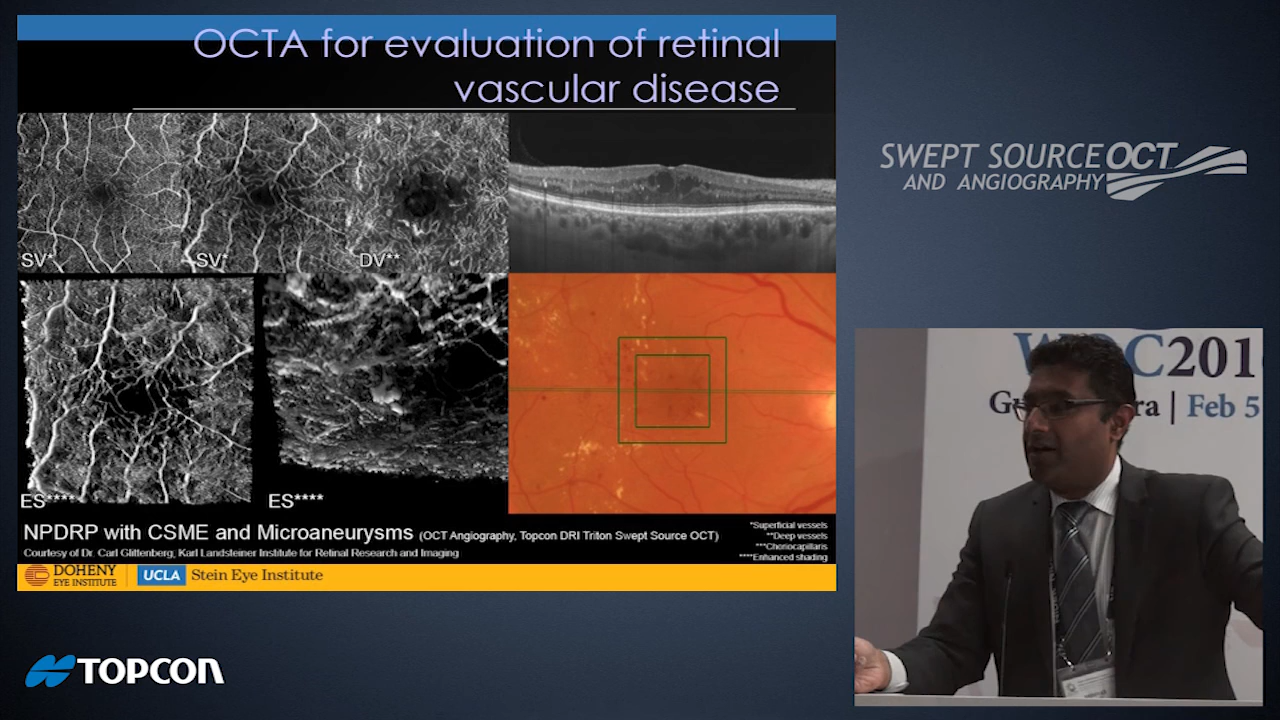 OCTA for evaluation of retinal
vascular disease
SV*
SV*
DV**
ES****
ES****
NPDRP with CSME and Microaneurysms (OCT Angiography, Topcon DRI Triton Swept Source OCT)
Courtesy of Dr. Carl Glittenberg, Karl Landsteiner Institute for Retinal Research and Imaging
*Superficial vessels
**Deep vessels
***Choriocapillaris
****Enhanced shading
DOHENY
EYE INSTITUTE
UCLA Stein Eye Institute
SWEPT SOURCE OCT
AND ANGIOGRAPHY
201
Feb 5
TOPCON